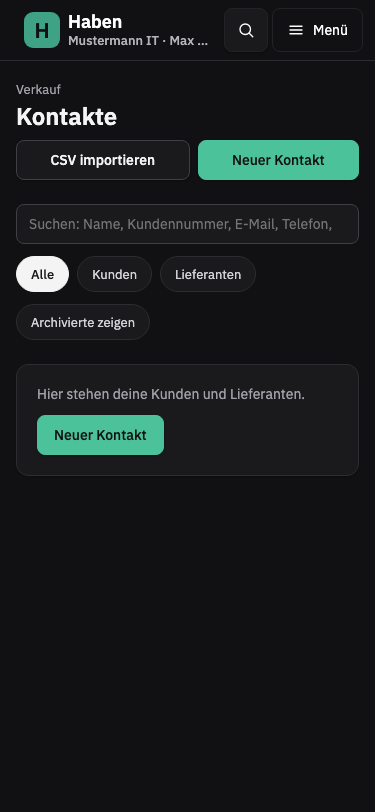 H
Haben
Mustermann IT · Max ...
Menü
Verkauf
Kontakte
CSV importieren
Neuer Kontakt
Suchen: Name, Kundennummer, E-Mail, Telefon,
Alle
Kunden
Lieferanten
Archivierte zeigen
Hier stehen deine Kunden und Lieferanten.
Neuer Kontakt